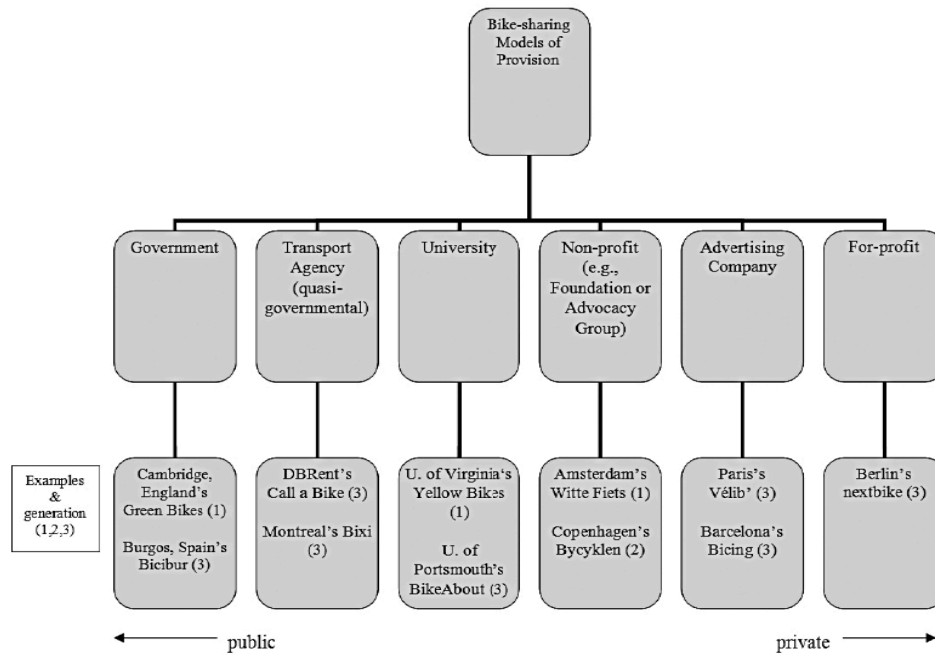 Bike-sharing
Models of
Provision
Government
Transport
Agency
(quasi-
governmental)
University
Non-profit
(e.g.,
Foundation or
Advocacy
Group)
Advertising
Company
For-profit
Examples
&
generation
(1,2,3)
Cambridge,
England’s
Green Bikes (1)
Burgos, Spain’s
Bicibur (3)
DBRent’s
Call a Bike (3)
Montreal’s Bixi
(3)
U. of Virginia‘s
Yellow Bikes
(1)
U. of
Portsmouth’s
BikeAbout (3)
Amsterdam’s
Witte Fiets (1)
Copenhagen’s
Bycyklen (2)
Paris’s
Vélib’ (3)
Barcelona’s
Bicing (3)
Berlin’s
nextbike (3)
public
private